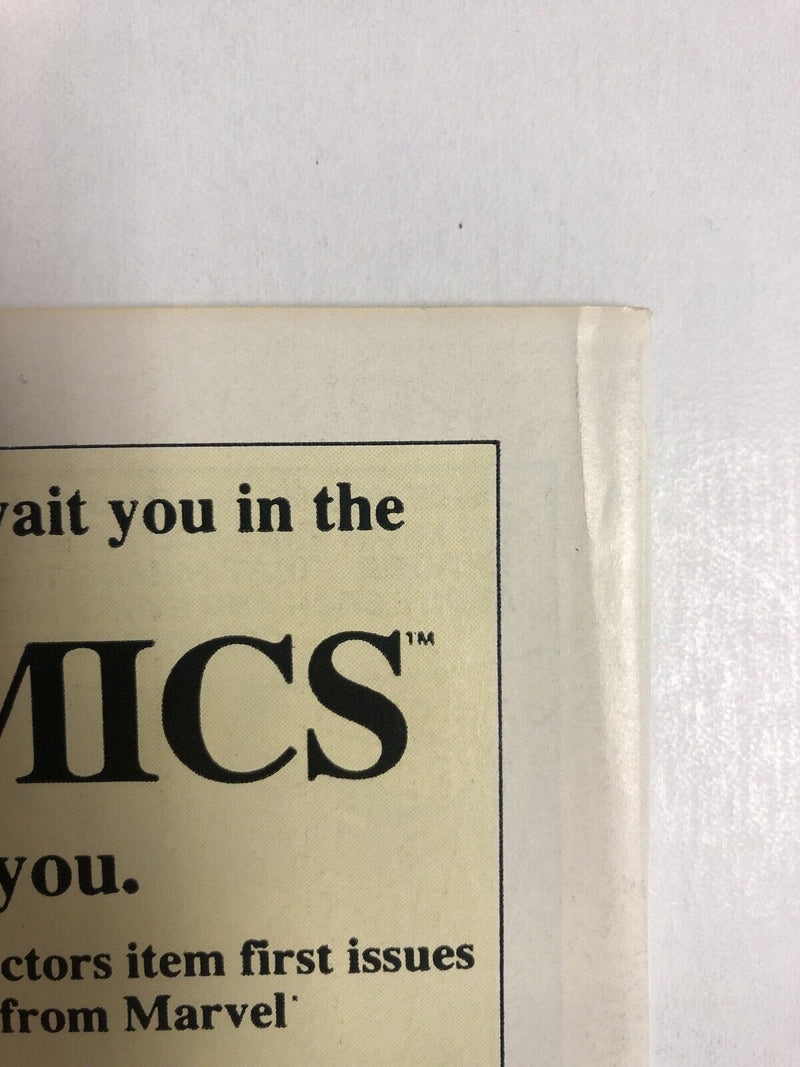 vait you in the
MICS™
you.
ctors item first issues
from Marvel